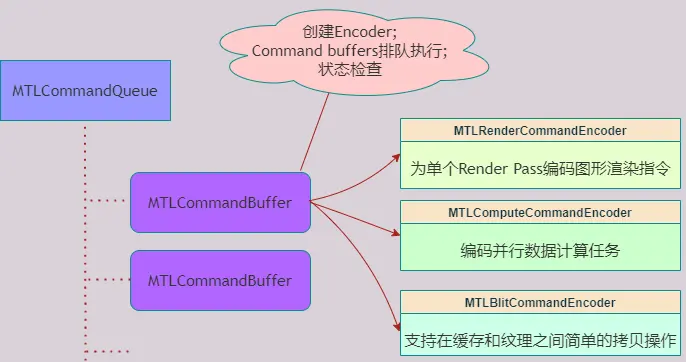 创建Encoder;
Command buffers排队执行;
状态检查
MTLCommandQueue
MTLCommandBuffer
MTLCommandBuffer
MTLRenderCommandEncoder
为单个Render Pass编码图形渲染指令
MTLComputeCommandEncoder
编码并行数据计算任务
MTLBlitCommandEncoder
支持在缓存和纹理之间简单的拷贝操作